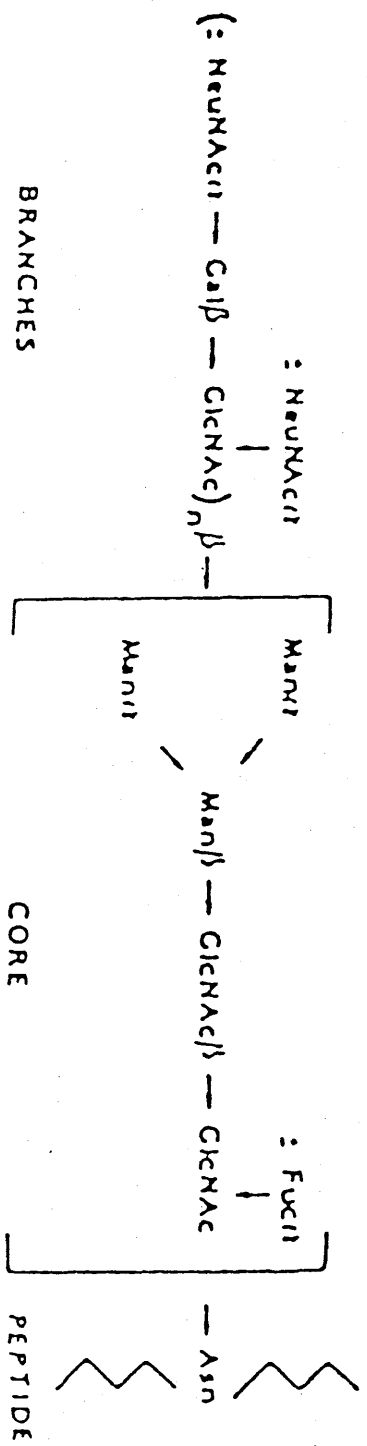 : NeuNAcα Manα : Fucα
(: NeuNAcα — Galβ — GlcNAc)nβ — Manβ — GlcNAcβ — GlcNAc — Asn
Manα
BRANCHES CORE PEPTIDE